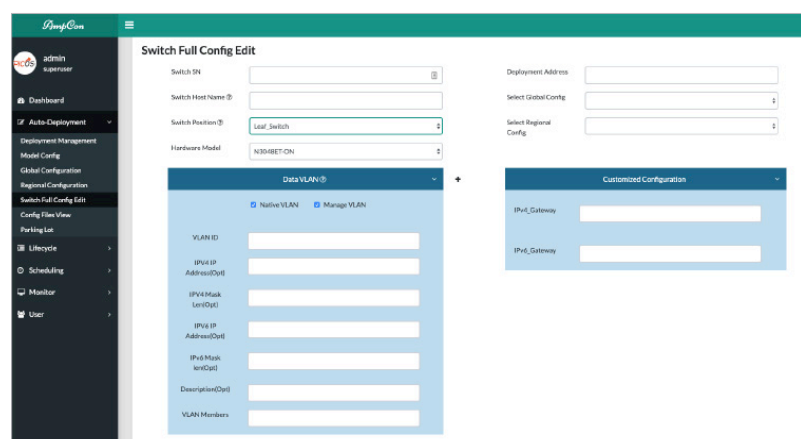 AmpCon
PICOS
admin
superuser
Dashboard
Auto-Deployment
Deployment Management
Model Config
Global Configuration
Regional Configuration
Switch Full Config Edit
Config Files View
Parking Lot
Lifecycle
Scheduling
Monitor
User
Switch Full Config Edit
Switch SN
Deployment Address
Switch Host Name
Select Global Config
Switch Position
Leaf_Switch
Select Regional
Config
Hardware Model
N3048ET-ON
Data VLAN
+
Customized Configuration
Native VLAN
Manage VLAN
VLAN ID
IPV4 IP
Address(Opt)
IPV4 Mask
Len(Opt)
IPV6 IP
Address(Opt)
IPv6 Mask
len(Opt)
Description(Opt)
VLAN Members
IPv4_Gateway
IPv6_Gateway